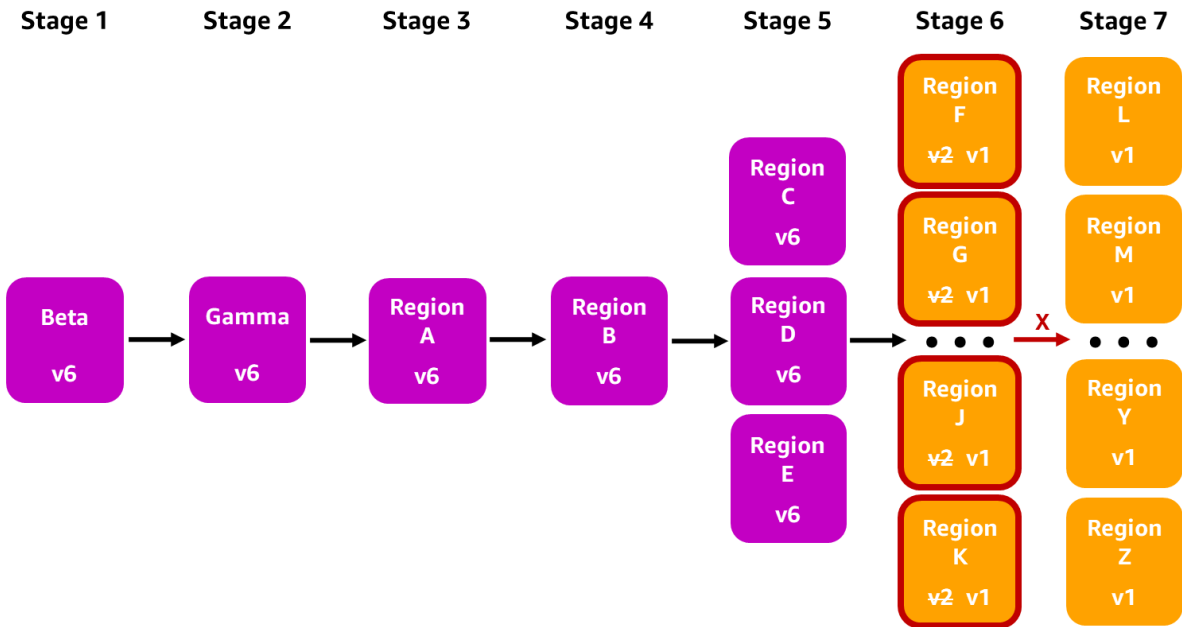 Stage 1 Stage 2 Stage 3 Stage 4 Stage 5 Stage 6 Stage 7
Beta
v6
Gamma
v6
Region
A
v6
Region
B
v6
Region
C
v6
Region
D
v6
Region
E
v6
Region
F
v2 v1
Region
G
v2 v1
Region
J
v2 v1
Region
K
v2 v1
X
Region
L
v1
Region
M
v1
Region
Y
v1
Region
Z
v1